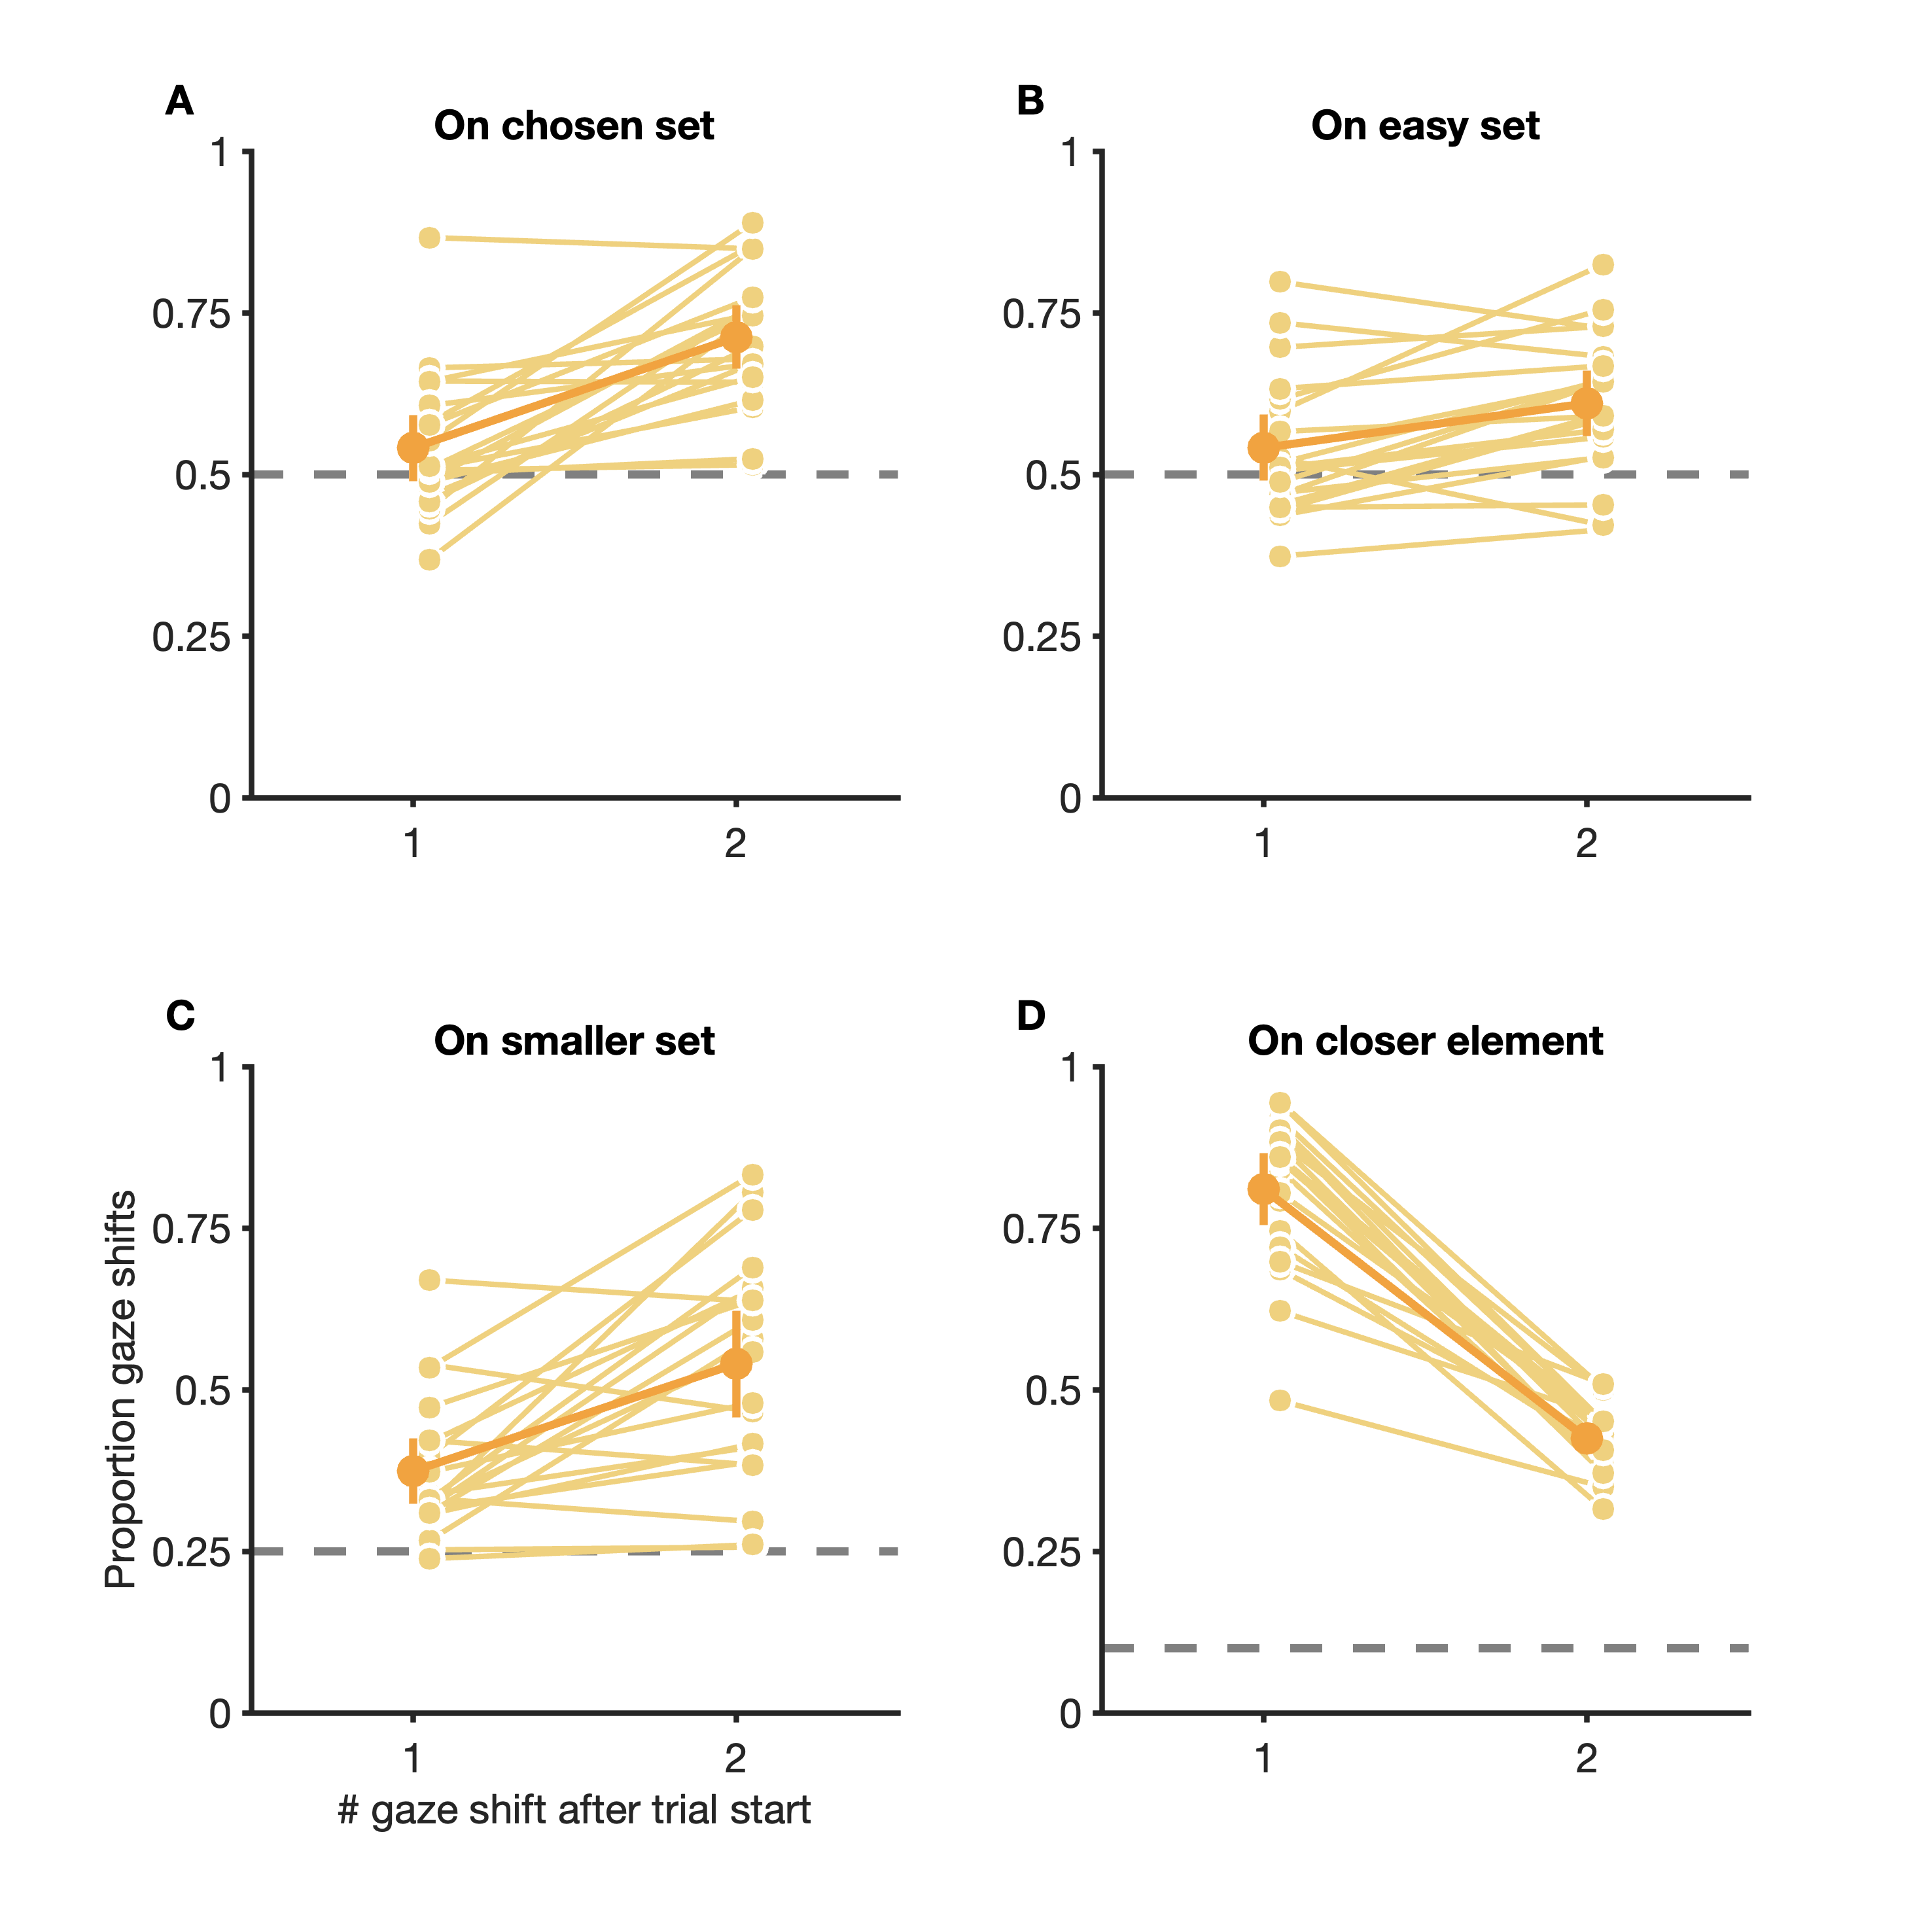 A
On chosen set
1
0.75
0.5
0.25
0
1 2
B
On easy set
1
0.75
0.5
0.25
0
1 2
C
On smaller set
Proportion gaze shifts
1
0.75
0.5
0.25
0
1 2
# gaze shift after trial start
D
On closer element
1
0.75
0.5
0.25
0
1 2